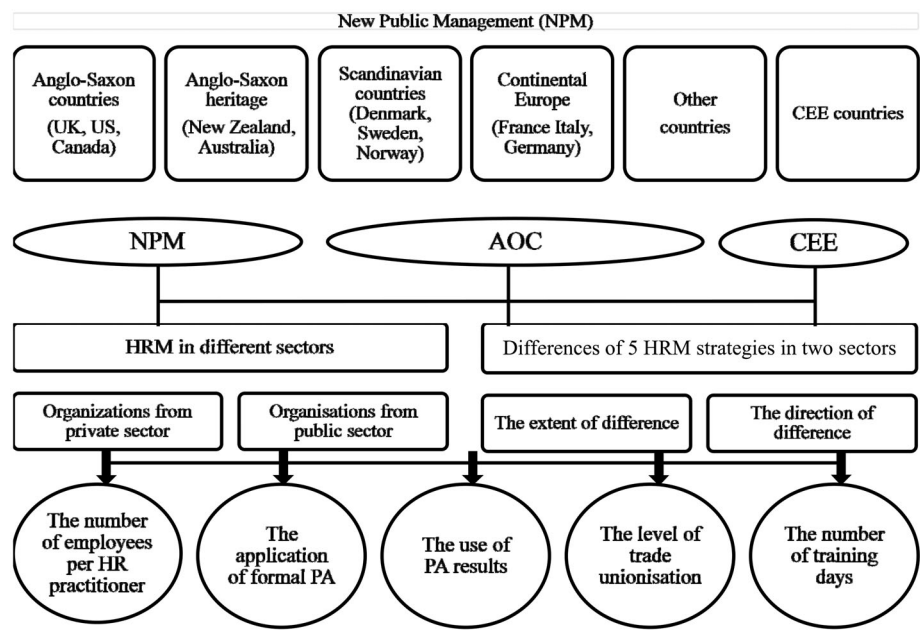 New Public Management (NPM)
Anglo-Saxon
countries
(UK, US,
Canada)
Anglo-Saxon
heritage
(New Zealand,
Australia)
Scandinavian
countries
(Denmark,
Sweden,
Norway)
Continental
Europe
(France Italy,
Germany)
Other
countries
CEE countries
NPM
AOC
CEE
HRM in different sectors
Differences of 5 HRM strategies in two sectors
Organizations from
private sector
Organisations from
public sector
The extent of difference
The direction of
difference
The number
of employees
per HR
practitioner
The
application
of formal PA
The use of
PA results
The level of
trade
unionisation
The number
of training
days